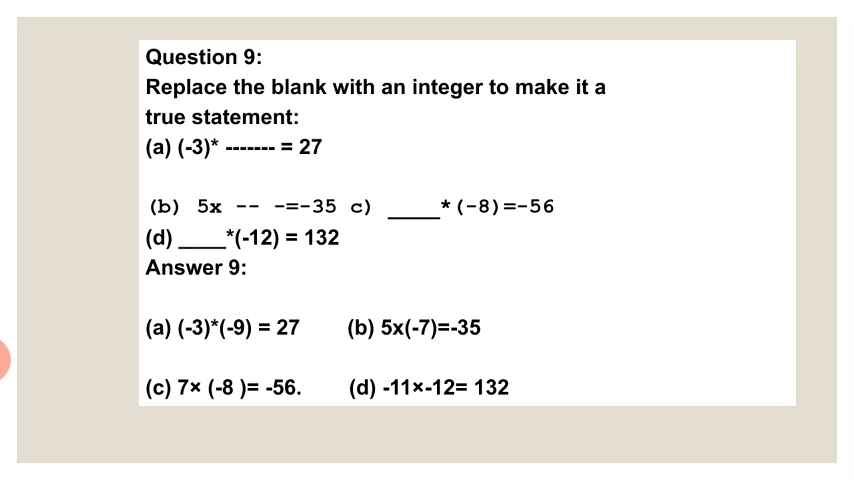 Question 9:
Replace the blank with an integer to make it a
true statement:
(a) (-3)* ------- = 27
(b) 5x -- -=-35 c) ____*(-8)=-56
(d) ____*(-12) = 132
Answer 9:
(a) (-3)*(-9) = 27 (b) 5x(-7)=-35
(c) 7× (-8 )= -56. (d) -11×-12= 132